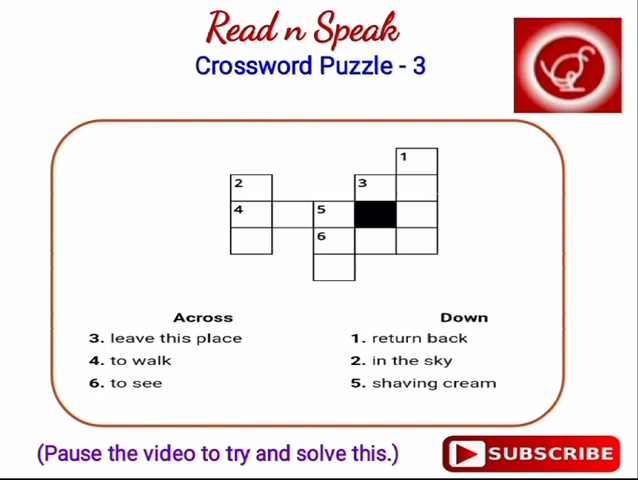 Read n Speak
Crossword Puzzle - 3
1
2
3
4
5
6
Across
3. leave this place
4. to walk
6. to see
Down
1. return back
2. in the sky
5. shaving cream
(Pause the video to try and solve this.)
SUBSCRIBE